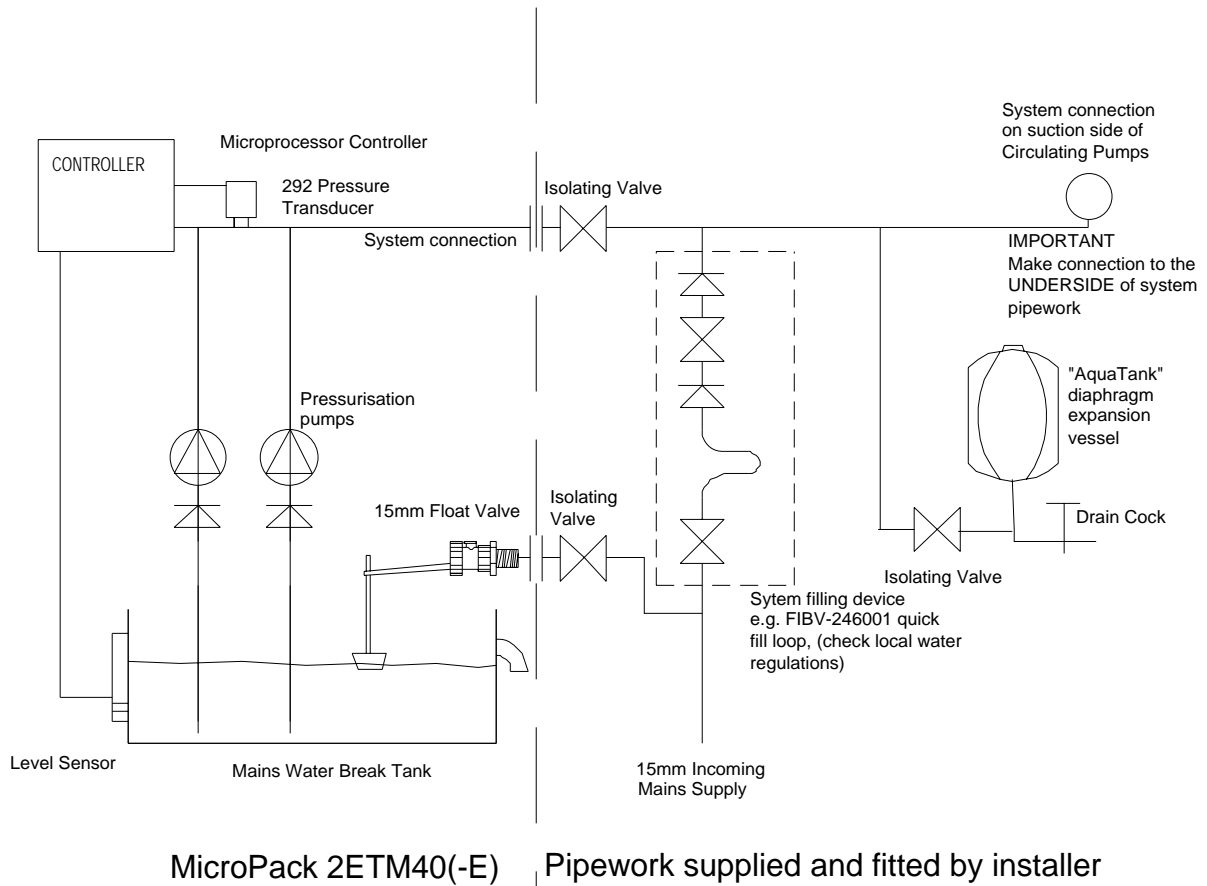 System connection
on suction side of
Circulating Pumps
Microprocessor Controller
CONTROLLER
292 Pressure
Transducer
Isolating Valve
System connection
IMPORTANT
Make connection to the
UNDERSIDE of system
pipework
"AquaTank"
diaphragm
expansion
vessel
Pressurisation
pumps
15mm Float Valve
Isolating
Valve
Drain Cock
Isolating Valve
Sytem filling device
e.g. FIBV-246001 quick
fill loop, (check local water
regulations)
Level Sensor
Mains Water Break Tank
15mm Incoming
Mains Supply
MicroPack 2ETM40(-E)
Pipework supplied and fitted by installer